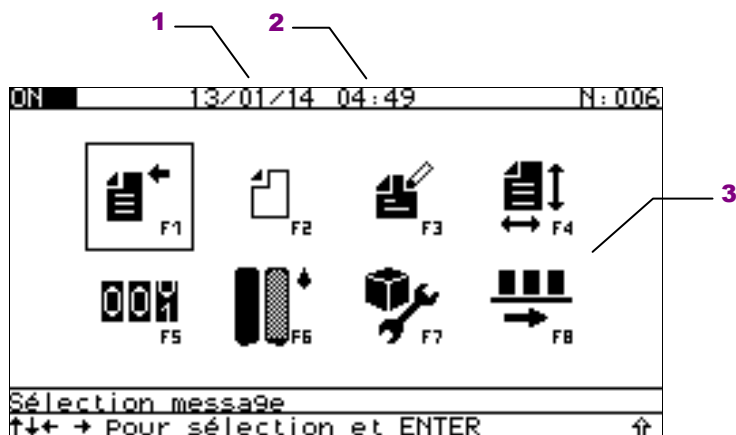 1 2
ON 13/01/14 04:49 N:006
3
F1 F2 F3 F4
001 F5 F6 F7 F8
Sélection message
↑↓← → Pour sélection et ENTER ⇧